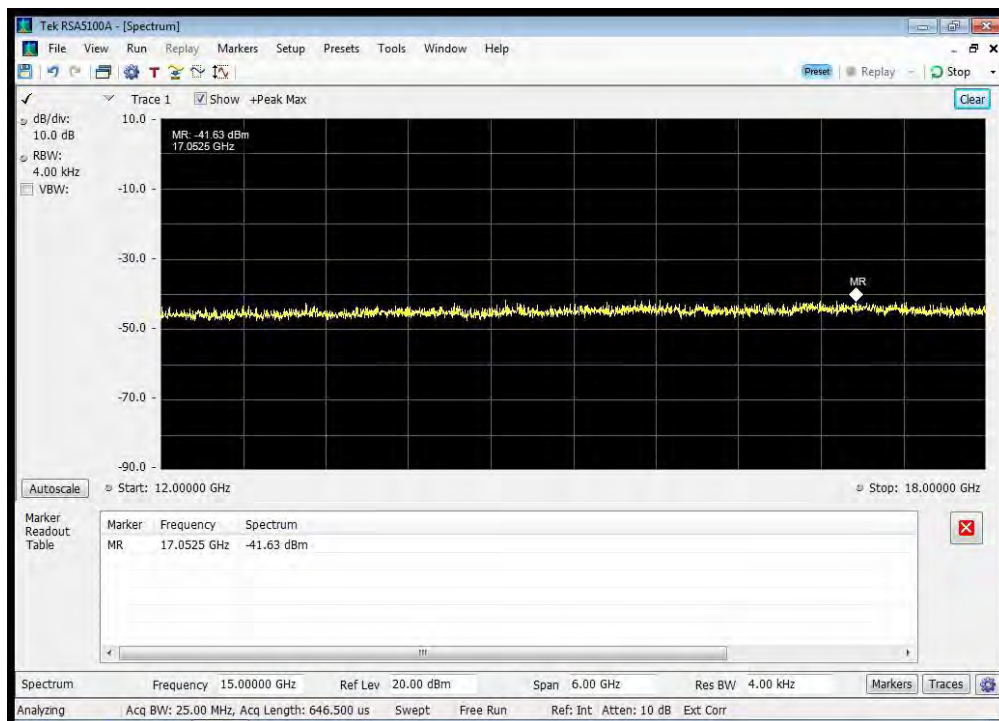 Tek RSA5100A - [Spectrum]
File View Run Replay Markers Setup Presets Tools Window Help
T Preset Replay Stop
Trace 1 Show +Peak Max Clear
dB/div:
10.0 dB
RBW:
4.00 kHz
VBW:
10.0
-10.0
-30.0
-50.0
-70.0
-90.0
MR: -41.63 dBm
17.0525 GHz
MR
Autoscale Start: 12.00000 GHz Stop: 18.00000 GHz
Marker
Readout
Table
Marker Frequency Spectrum
MR 17.0525 GHz -41.63 dBm
Spectrum Frequency 15.00000 GHz Ref Lev 20.00 dBm Span 6.00 GHz Res BW 4.00 kHz Markers Traces
Analyzing Acq BW: 25.00 MHz, Acq Length: 646.500 us Swept Free Run Ref: Int Atten: 10 dB Ext Corr